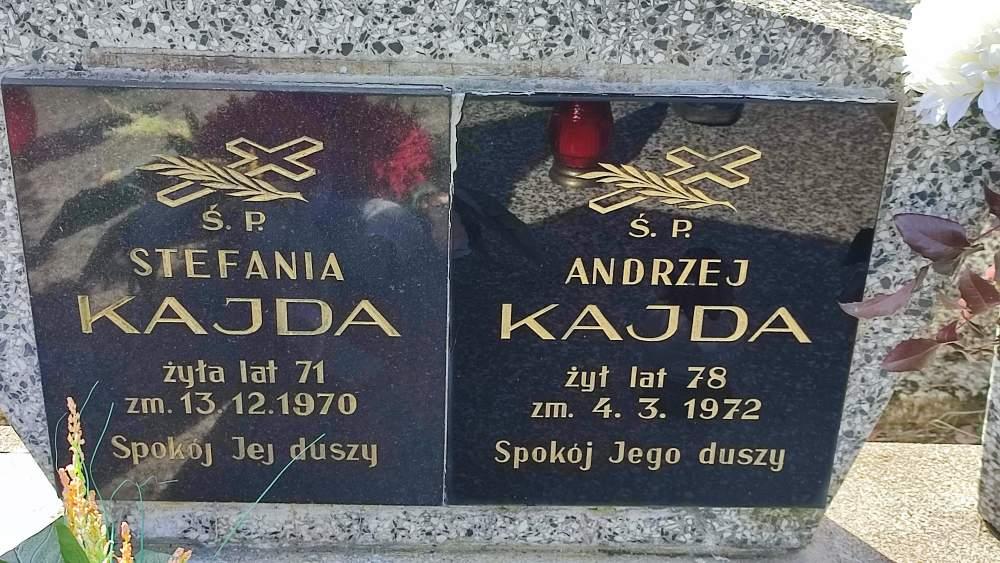 Ś. P.
STEFANIA
KAJDA
żyła lat 71
zm. 13. 12. 1970
Spokój Jej duszy
Ś. P.
ANDRZEJ
KAJDA
żył lat 78
zm. 4. 3. 1972
Spokój Jego duszy